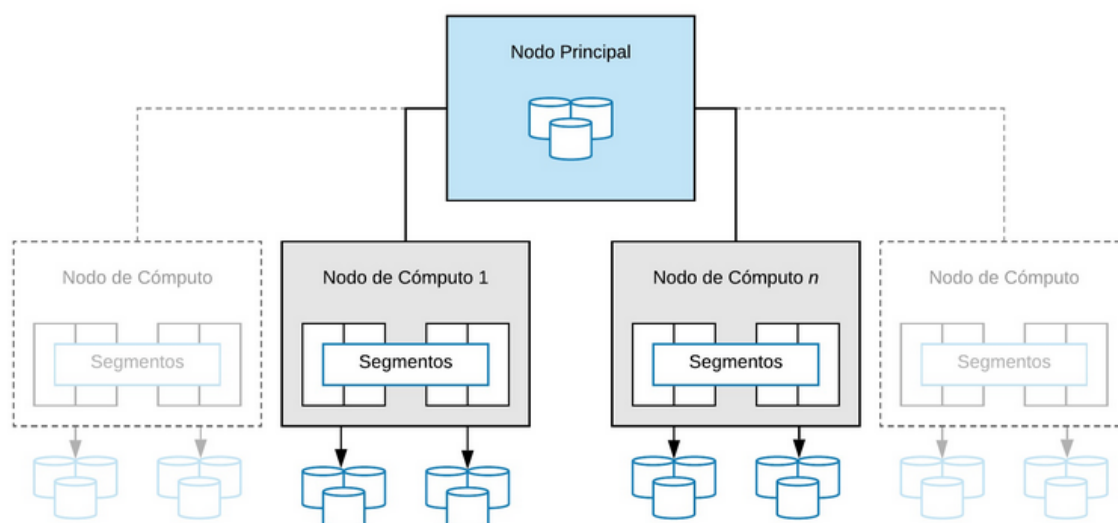 Nodo Principal
Nodo de Cómputo
Nodo de Cómputo 1
Nodo de Cómputo n
Nodo de Cómputo
Segmentos
Segmentos
Segmentos
Segmentos